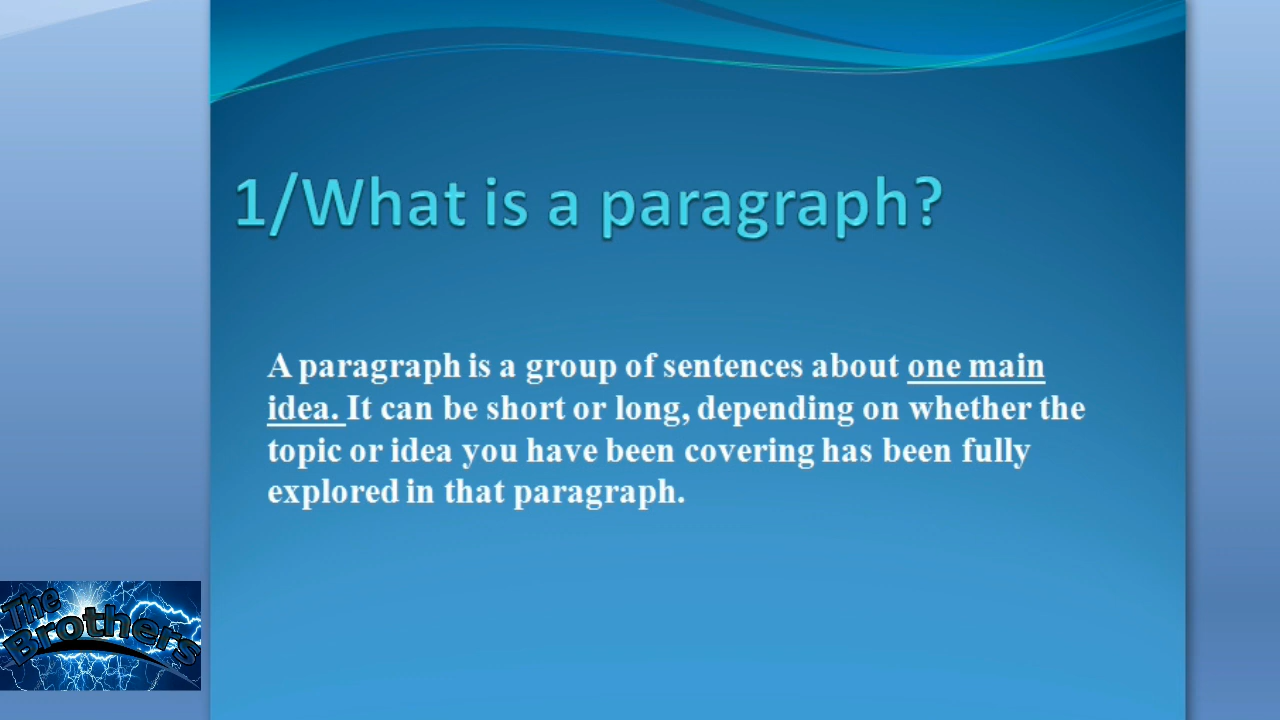 1/What is a paragraph?
A paragraph is a group of sentences about one main
idea. It can be short or long, depending on whether the
topic or idea you have been covering has been fully
explored in that paragraph.
The
Brothers